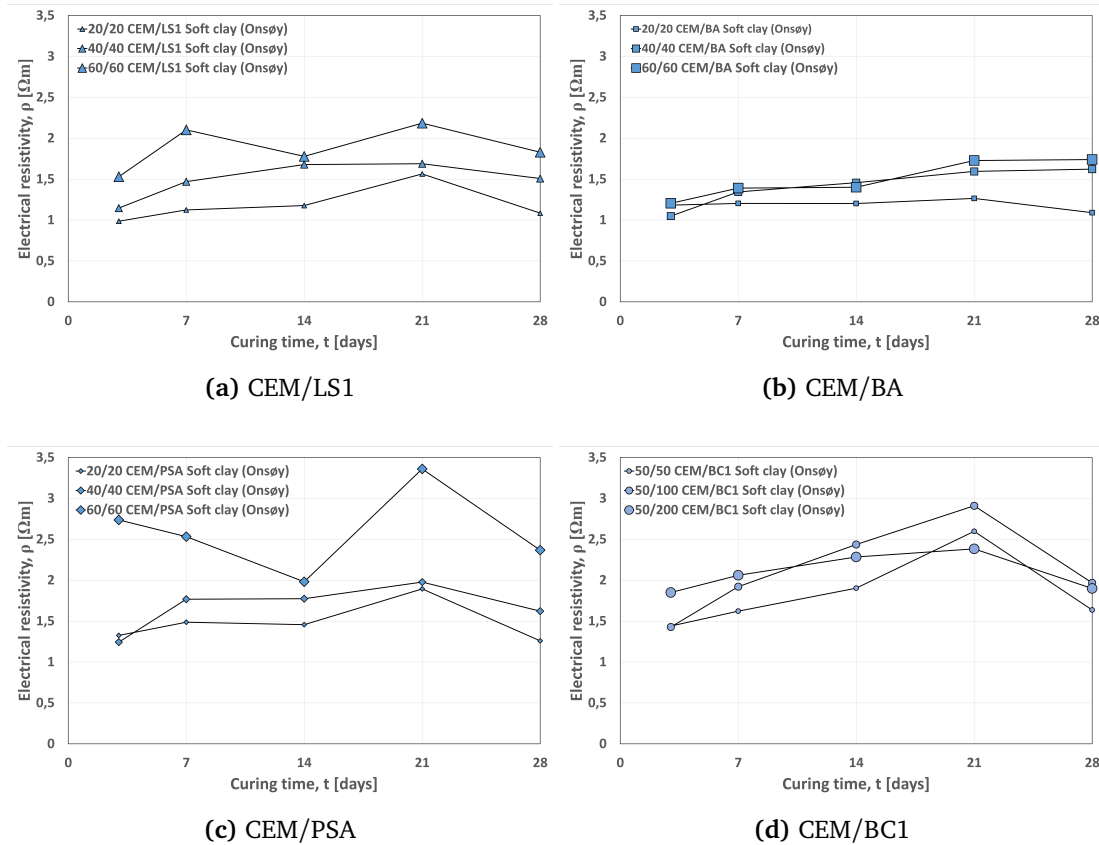 3,5
3
2,5
2
1,5
1
0,5
0
Electrical resistivity, ρ [Ωm]
20/20 CEM/LS1 Soft clay (Onsøy)
40/40 CEM/LS1 Soft clay (Onsøy)
60/60 CEM/LS1 Soft clay (Onsøy)
0 7 14 21 28
Curing time, t [days]
(a) CEM/LS1
3,5
3
2,5
2
1,5
1
0,5
0
Electrical resistivity, ρ [Ωm]
20/20 CEM/BA Soft clay (Onsøy)
40/40 CEM/BA Soft clay (Onsøy)
60/60 CEM/BA Soft clay (Onsøy)
0 7 14 21 28
Curing time, t [days]
(b) CEM/BA
3,5
3
2,5
2
1,5
1
0,5
0
Electrical resistivity, ρ [Ωm]
20/20 CEM/PSA Soft clay (Onsøy)
40/40 CEM/PSA Soft clay (Onsøy)
60/60 CEM/PSA Soft clay (Onsøy)
0 7 14 21 28
Curing time, t [days]
(c) CEM/PSA
3,5
3
2,5
2
1,5
1
0,5
0
Electrical resistivity, ρ [Ωm]
50/50 CEM/BC1 Soft clay (Onsøy)
50/100 CEM/BC1 Soft clay (Onsøy)
50/200 CEM/BC1 Soft clay (Onsøy)
0 7 14 21 28
Curing time, t [days]
(d) CEM/BC1